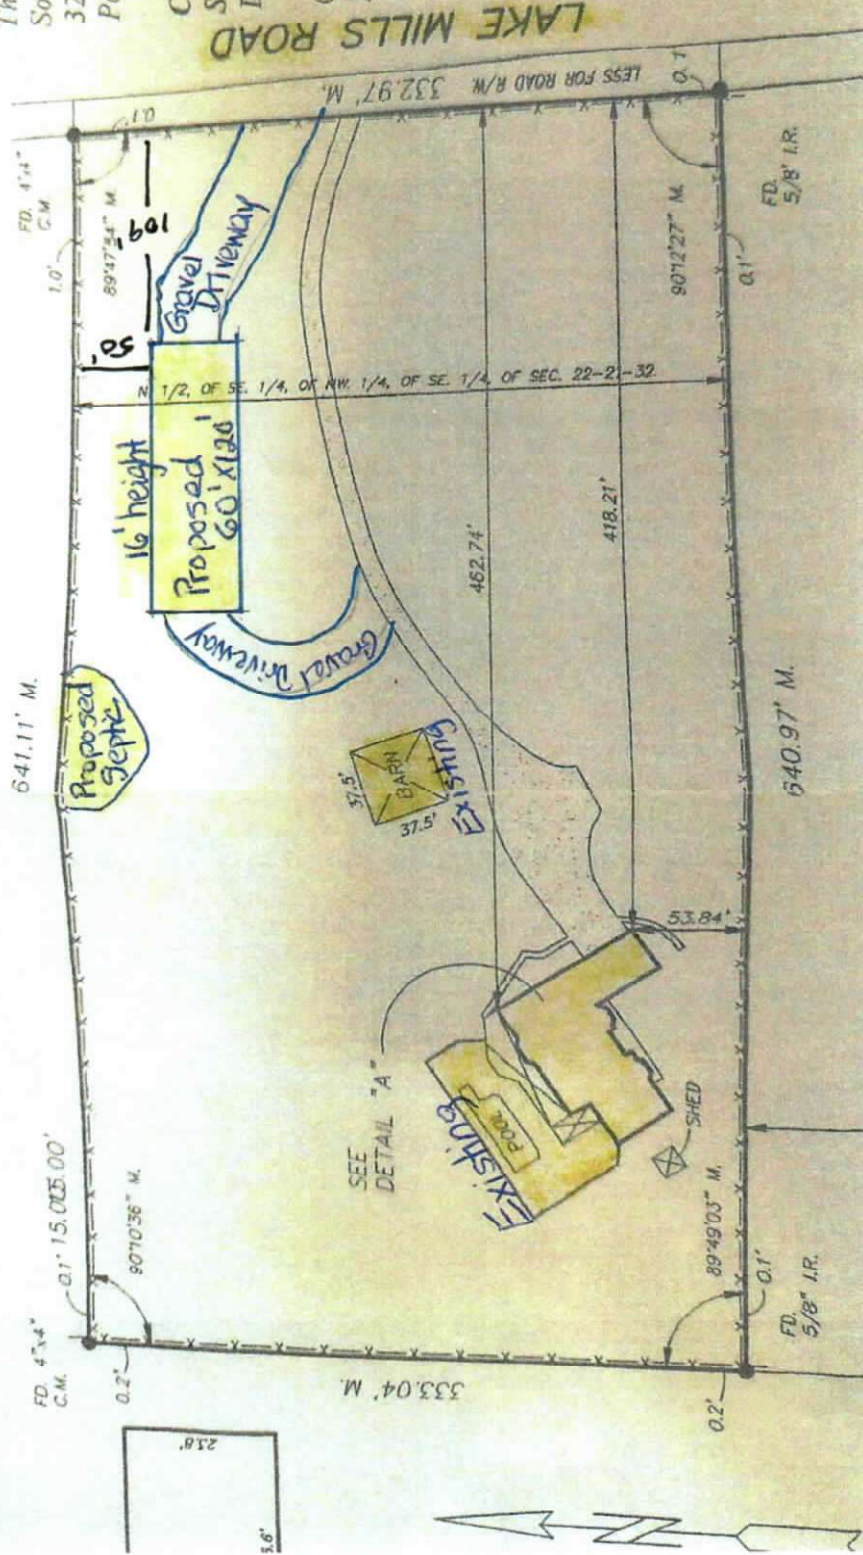 Th
So
32
P
C
S
LAKE MILLS ROAD
LESS FOR ROAD R/W
332.97' M.
0.1'
0.1
FD. 4"x4"
C.M.
1.0'
89°47'34" M.
109'
50'
Gravel
Driveway
90°12'27" M.
FD.
5/8" I.R.
0.1'
N 1/2, OF SE. 1/4, OF NW. 1/4, OF SE. 1/4, OF SEC. 22-21-32
16' height
Proposed
60' x 120'
462.74'
418.21'
Gravel Driveway
641.11' M.
Proposed
Septic
37.5'
BARN
37.5'
Existing
640.97' M.
53.84'
SEE
DETAIL "A"
Existing
POOL
SHED
FD. 4"x4"
C.M.
0.1'
90°10'36" M.
0.2'
333.04' M.
89°49'03" M.
0.1'
0.2'
FD.
5/8" I.R.
23.8'
N